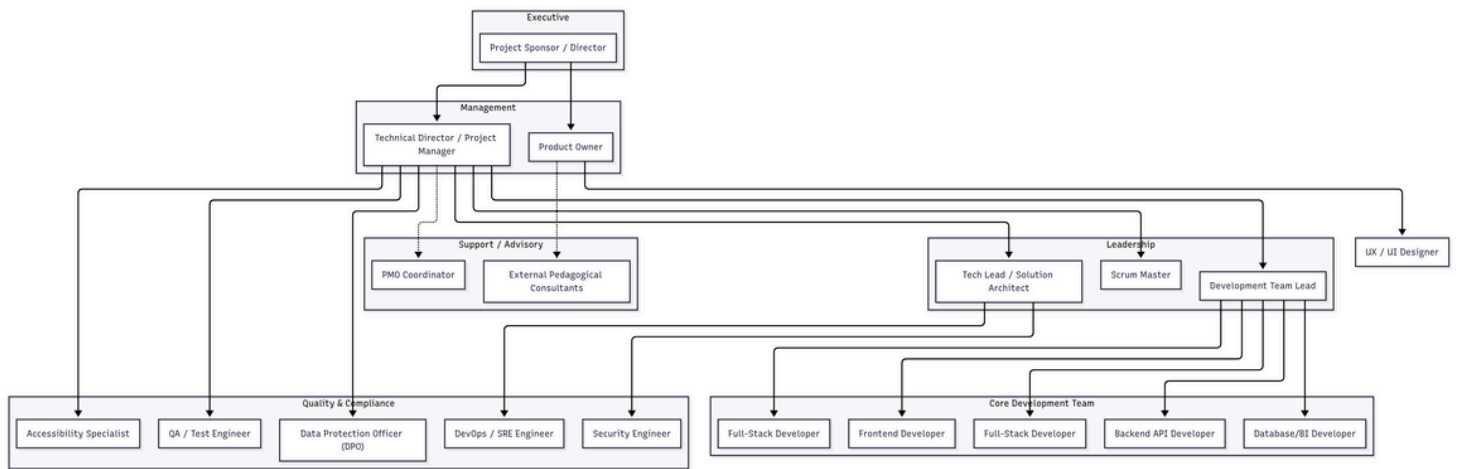 Executive
Project Sponsor / Director
Management
Technical Director / Project
Manager
Product Owner
Support / Advisory
PMO Coordinator
External Pedagogical
Consultants
Leadership
Tech Lead / Solution
Architect
Scrum Master
Development Team Lead
UX / UI Designer
Quality & Compliance
Accessibility Specialist
QA / Test Engineer
Data Protection Officer
(DPO)
DevOps / SRE Engineer
Security Engineer
Core Development Team
Full-Stack Developer
Frontend Developer
Full-Stack Developer
Backend API Developer
Database/BI Developer